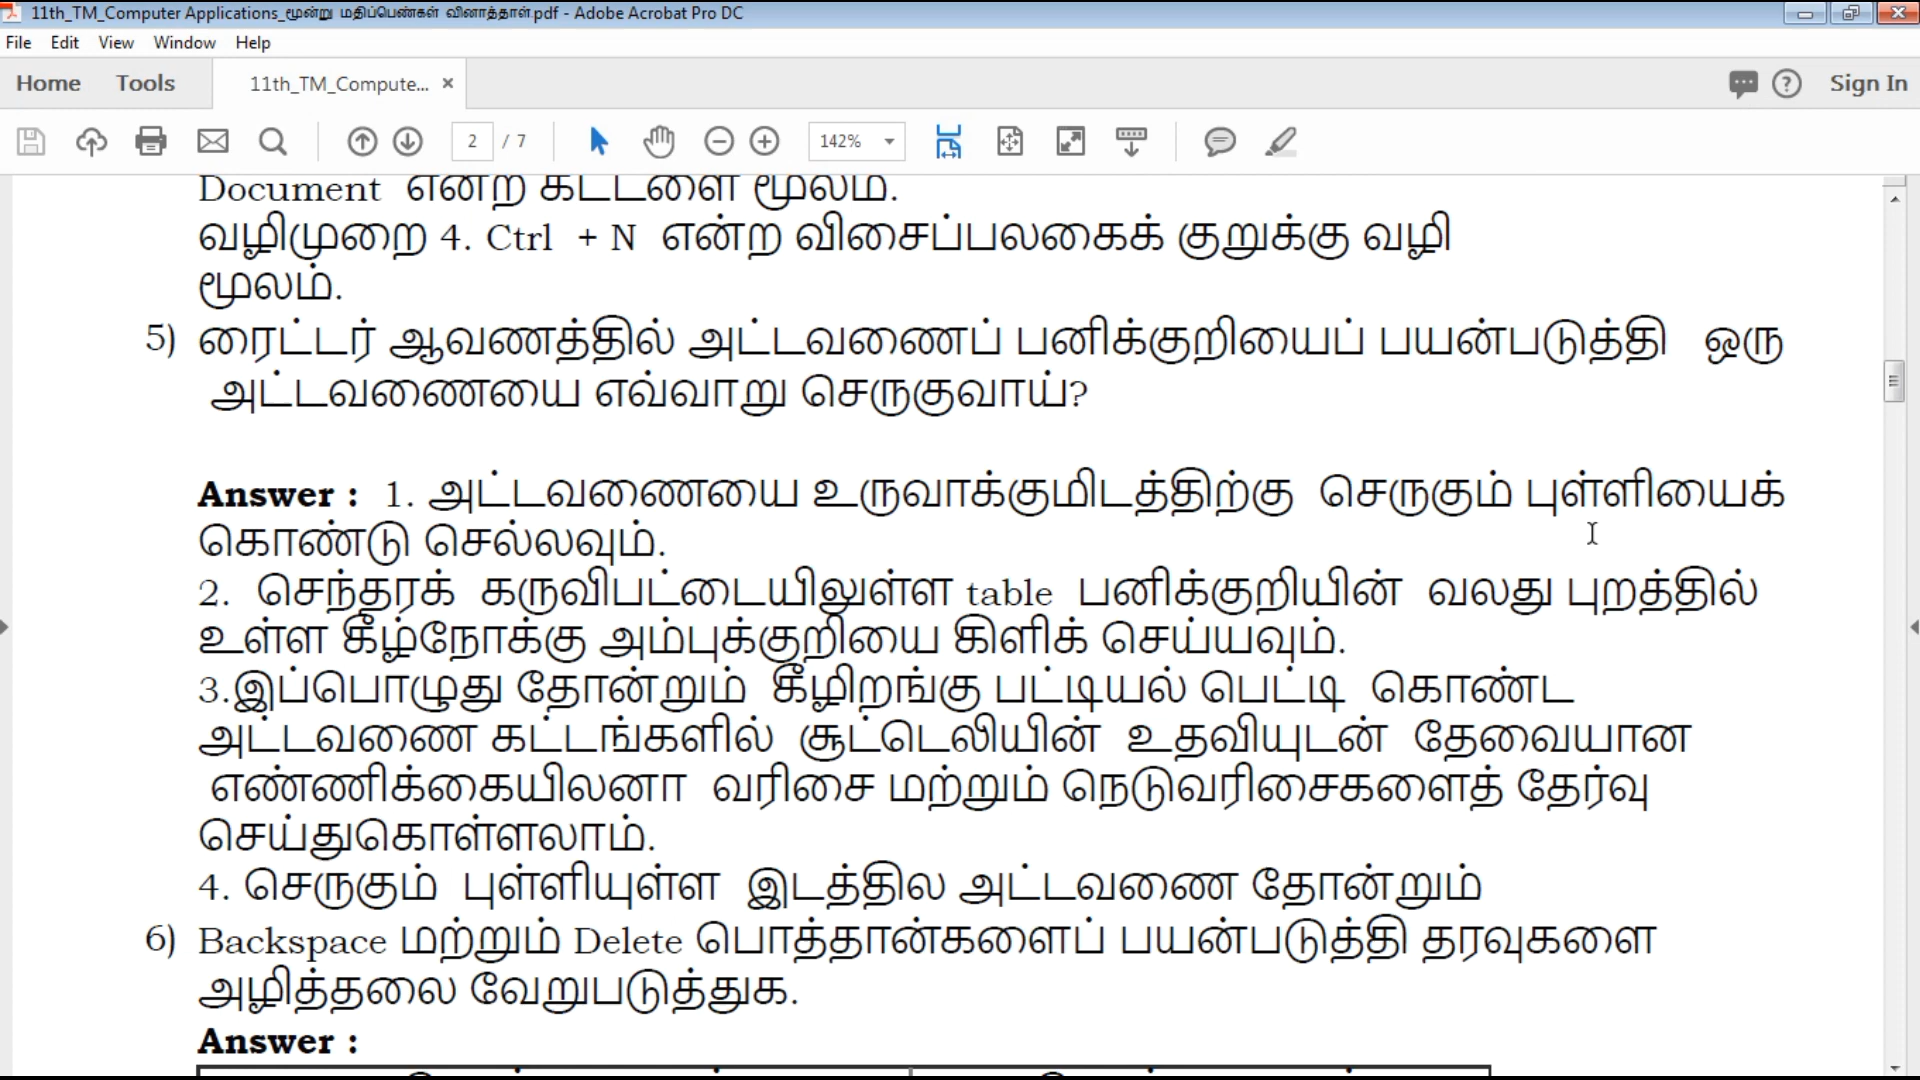 11th_TM_Computer Applications_மூன்று மதிப்பெண்கள் வினாத்தாள்.pdf - Adobe Acrobat Pro DC
File Edit View Window Help
Home Tools 11th_TM_Compute... × Sign In
2 / 7 142%
Document என்ற கட்டளை மூலம்.
வழிமுறை 4. Ctrl + N என்ற விசைப்பலகைக் குறுக்கு வழி
மூலம்.
5) ரைட்டர் ஆவணத்தில் அட்டவணைப் பனிக்குறியைப் பயன்படுத்தி ஒரு
அட்டவணையை எவ்வாறு செருகுவாய்?
Answer : 1. அட்டவணையை உருவாக்குமிடத்திற்கு செருகும் புள்ளியைக்
கொண்டு செல்லவும்.
2. செந்தரக் கருவிபட்டையிலுள்ள table பனிக்குறியின் வலது புறத்தில்
உள்ள கீழ்நோக்கு அம்புக்குறியை கிளிக் செய்யவும்.
3.இப்பொழுது தோன்றும் கீழிறங்கு பட்டியல் பெட்டி கொண்ட
அட்டவணை கட்டங்களில் சூட்டெலியின் உதவியுடன் தேவையான
எண்ணிக்கையிலனா வரிசை மற்றும் நெடுவரிசைகளைத் தேர்வு
செய்துகொள்ளலாம்.
4. செருகும் புள்ளியுள்ள இடத்தில அட்டவணை தோன்றும்
6) Backspace மற்றும் Delete பொத்தான்களைப் பயன்படுத்தி தரவுகளை
அழித்தலை வேறுபடுத்துக.
Answer :